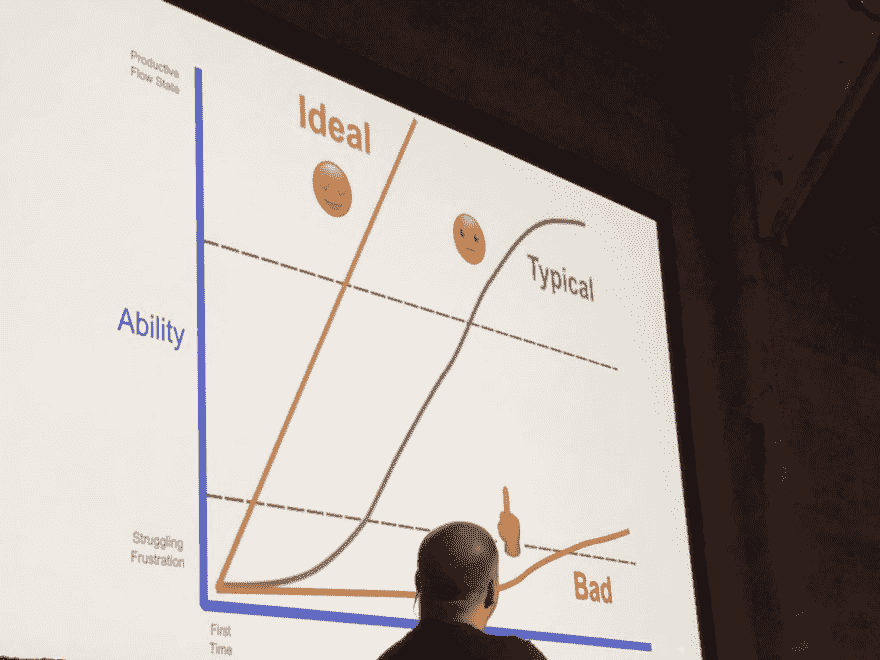 Productive
Flow State
Ideal
Typical
Ability
Struggling
Frustration
Bad
First
Time